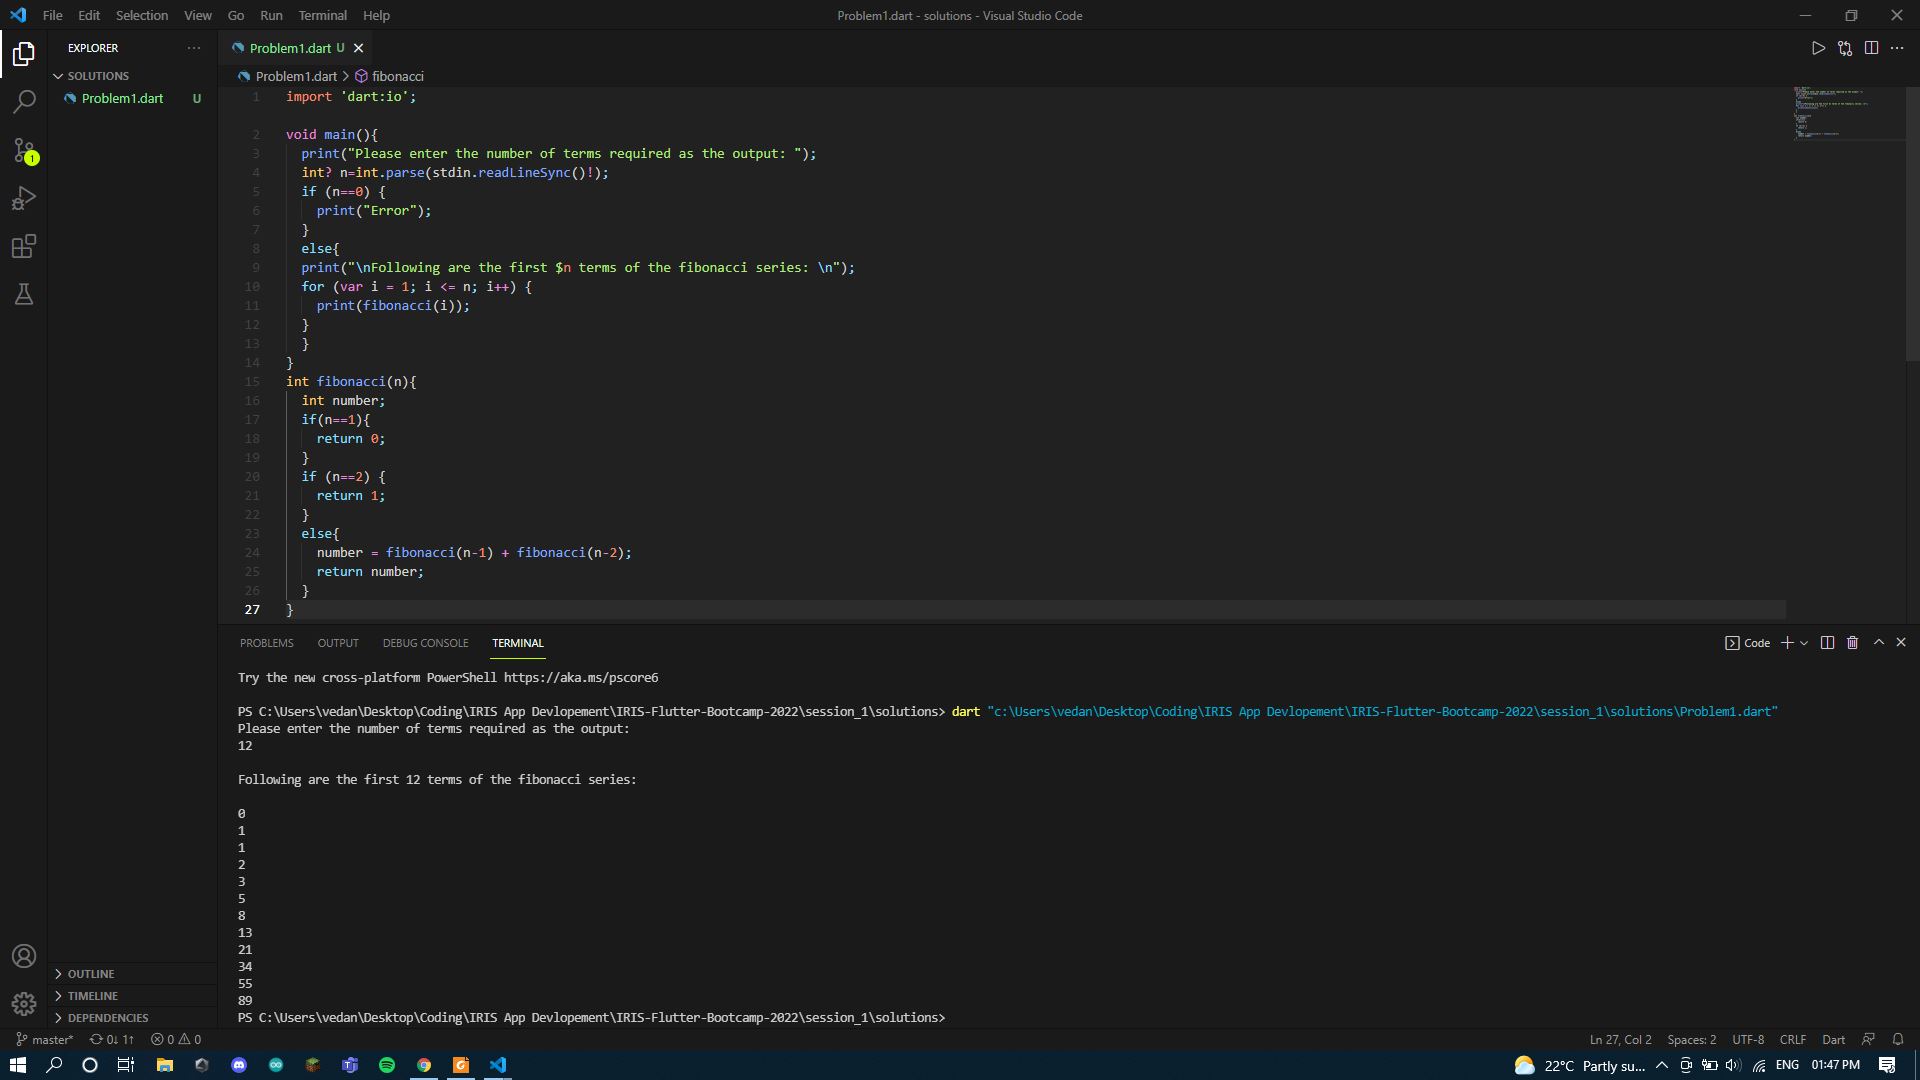 File Edit Selection View Go Run Terminal Help
Problem1.dart - solutions - Visual Studio Code
EXPLORER
SOLUTIONS
Problem1.dart U
1
OUTLINE
TIMELINE
DEPENDENCIES
Problem1.dart U
Problem1.dart > fibonacci
1 import 'dart:io';
2 void main(){
3 print("Please enter the number of terms required as the output: ");
4 int? n=int.parse(stdin.readLineSync()!);
5 if (n==0) {
6 print("Error");
7 }
8 else{
9 print("\nFollowing are the first $n terms of the fibonacci series: \n");
10 for (var i = 1; i <= n; i++) {
11 print(fibonacci(i));
12 }
13 }
14 }
15 int fibonacci(n){
16 int number;
17 if(n==1){
18 return 0;
19 }
20 if (n==2) {
21 return 1;
22 }
23 else{
24 number = fibonacci(n-1) + fibonacci(n-2);
25 return number;
26 }
27 }
PROBLEMS OUTPUT DEBUG CONSOLE TERMINAL
Code
Try the new cross-platform PowerShell https://aka.ms/pscore6
PS C:\Users\vedan\Desktop\Coding\IRIS App Devlopement\IRIS-Flutter-Bootcamp-2022\session_1\solutions> dart "c:\Users\vedan\Desktop\Coding\IRIS App Devlopement\IRIS-Flutter-Bootcamp-2022\session_1\solutions\Problem1.dart"
Please enter the number of terms required as the output:
12
Following are the first 12 terms of the fibonacci series:
0
1
1
2
3
5
8
13
21
34
55
89
PS C:\Users\vedan\Desktop\Coding\IRIS App Devlopement\IRIS-Flutter-Bootcamp-2022\session_1\solutions>
master* 0↓ 1↑ 0 0
Ln 27, Col 2 Spaces: 2 UTF-8 CRLF Dart
22°C Partly su... ENG 01:47 PM